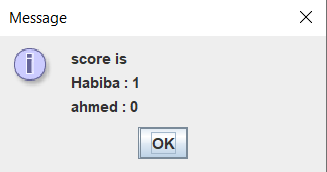 Message
score is
Habiba : 1
ahmed : 0
OK